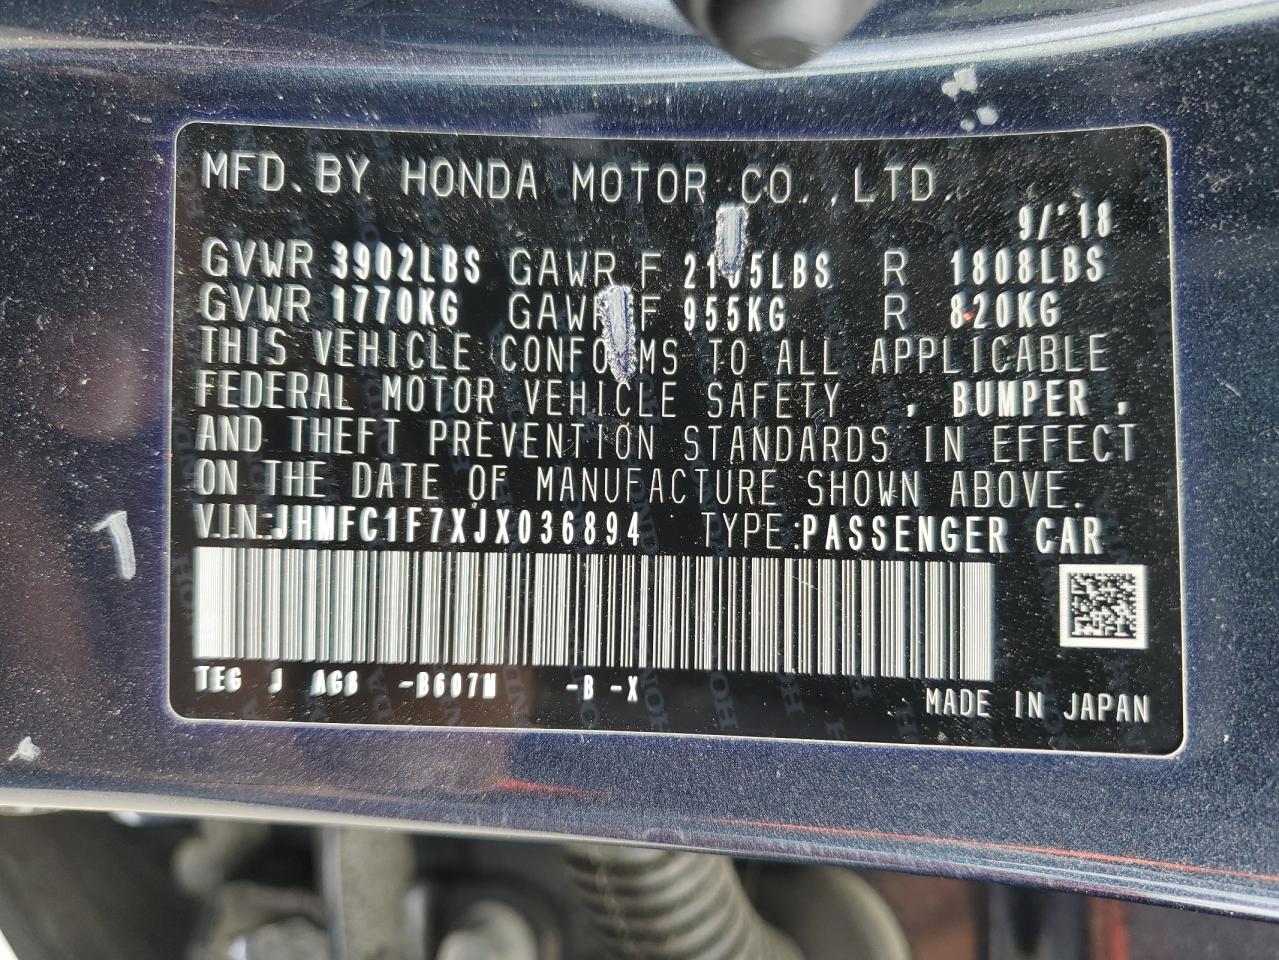 MFD. BY HONDA MOTOR CO., LTD.
9/'18
GVWR 3902LBS GAWR F R 1808LBS
GVWR 1770KG GAWR F 955KG R 820KG
THIS VEHICLE CONFORMS TO ALL APPLICABLE
FEDERAL MOTOR VEHICLE SAFETY , BUMPER ,
AND THEFT PREVENTION STANDARDS IN EFFECT
ON THE DATE OF MANUFACTURE SHOWN ABOVE.
VIN:JHMFC1F7XJX036894 TYPE:PASSENGER CAR
TEG J AG8 -B607M -B -X
MADE IN JAPAN